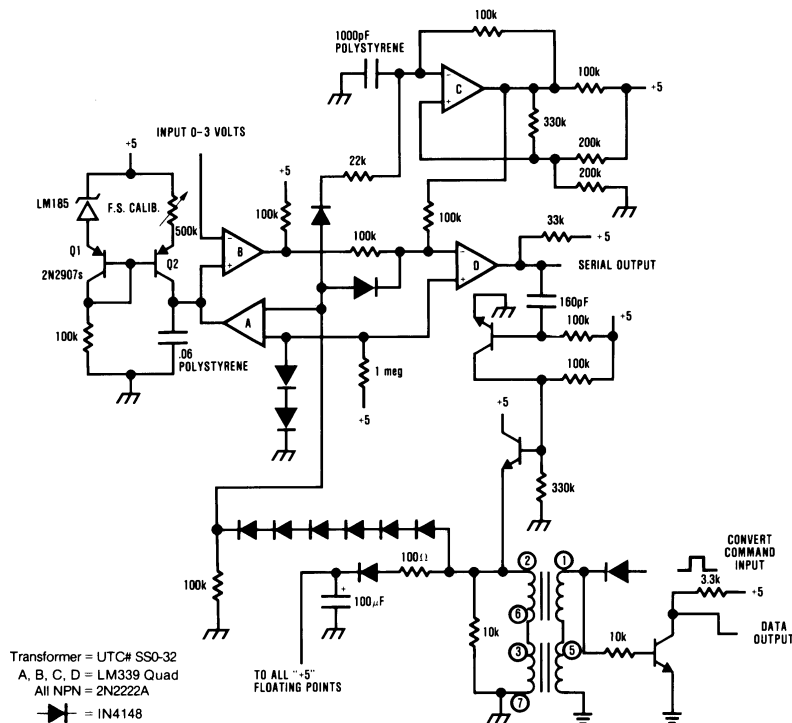 1000pF
POLYSTYRENE
100k
C
100k
+5
330k
200k
200k
INPUT 0–3 VOLTS
+5
+5
22k
LM185
F.S. CALIB.
500k
100k
B
100k
100k
33k
+5
D
SERIAL OUTPUT
Q1
2N2907s
Q2
A
160pF
+5
100k
100k
100k
.06
POLYSTYRENE
1 meg
+5
+5
330k
100k
100Ω
100µF
+
10k
2
1
6
3
5
7
CONVERT
COMMAND
INPUT
3.3k
+5
DATA
OUTPUT
10k
TO ALL "+5"
FLOATING POINTS
Transformer = UTC# SS0-32
A, B, C, D = LM339 Quad
All NPN = 2N2222A
= IN4148